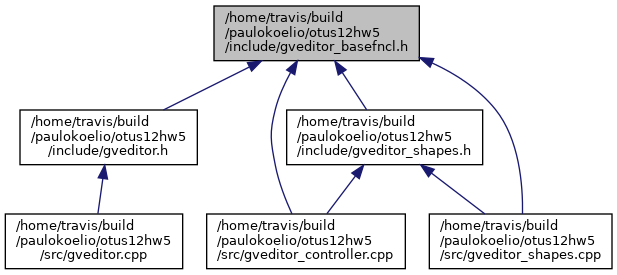 /home/travis/build
/paulokoelio/otus12hw5
/include/gveditor_basefncl.h
/home/travis/build
/paulokoelio/otus12hw5
/include/gveditor.h
/home/travis/build
/paulokoelio/otus12hw5
/include/gveditor_shapes.h
/home/travis/build
/paulokoelio/otus12hw5
/src/gveditor.cpp
/home/travis/build
/paulokoelio/otus12hw5
/src/gveditor_controller.cpp
/home/travis/build
/paulokoelio/otus12hw5
/src/gveditor_shapes.cpp